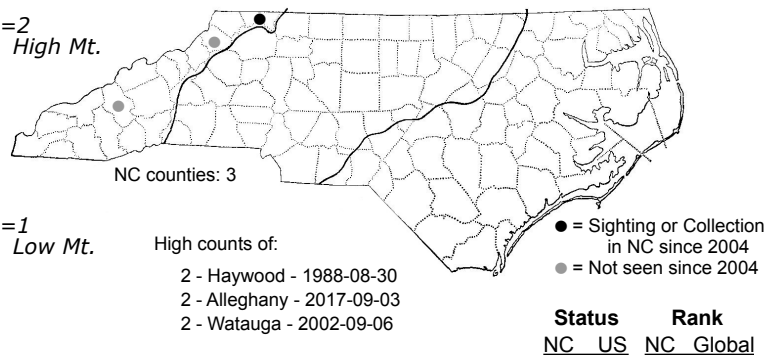 =2
High Mt.
NC counties: 3
=1
Low Mt.
High counts of:
2 - Haywood - 1988-08-30
2 - Alleghany - 2017-09-03
2 - Watauga - 2002-09-06
= Sighting or Collection
in NC since 2004
= Not seen since 2004
Status Rank
NC US NC Global